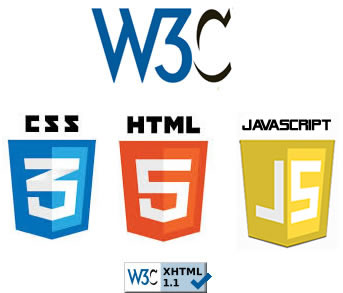 W3C
CSS HTML JAVASCRIPT
3 5 JS
W3C XHTML
1.1